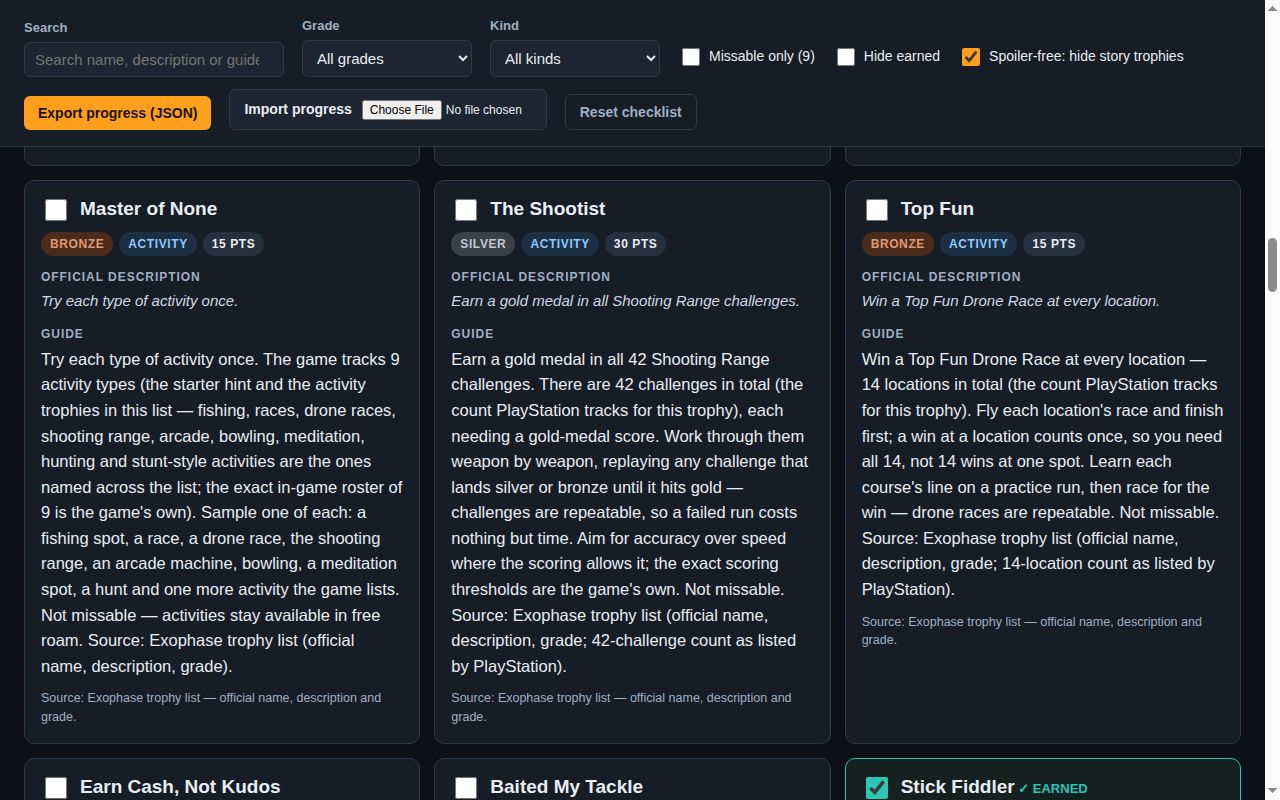 Search
Grade
Kind
Search name, description or guide
All grades
All kinds
Missable only (9)
Hide earned
Spoiler-free: hide story trophies
Export progress (JSON)
Import progress
Choose File
No file chosen
Reset checklist
Master of None
BRONZE
ACTIVITY
15 PTS
OFFICIAL DESCRIPTION
Try each type of activity once.
GUIDE
Try each type of activity once. The game tracks 9
activity types (the starter hint and the activity
trophies in this list — fishing, races, drone races,
shooting range, arcade, bowling, meditation,
hunting and stunt-style activities are the ones
named across the list; the exact in-game roster of
9 is the game's own). Sample one of each: a
fishing spot, a race, a drone race, the shooting
range, an arcade machine, bowling, a meditation
spot, a hunt and one more activity the game lists.
Not missable — activities stay available in free
roam. Source: Exophase trophy list (official
name, description, grade).
Source: Exophase trophy list — official name, description and
grade.
The Shootist
SILVER
ACTIVITY
30 PTS
OFFICIAL DESCRIPTION
Earn a gold medal in all Shooting Range challenges.
GUIDE
Earn a gold medal in all 42 Shooting Range
challenges. There are 42 challenges in total (the
count PlayStation tracks for this trophy), each
needing a gold-medal score. Work through them
weapon by weapon, replaying any challenge that
lands silver or bronze until it hits gold —
challenges are repeatable, so a failed run costs
nothing but time. Aim for accuracy over speed
where the scoring allows it; the exact scoring
thresholds are the game's own. Not missable.
Source: Exophase trophy list (official name,
description, grade; 42-challenge count as listed
by PlayStation).
Source: Exophase trophy list — official name, description and
grade.
Top Fun
BRONZE
ACTIVITY
15 PTS
OFFICIAL DESCRIPTION
Win a Top Fun Drone Race at every location.
GUIDE
Win a Top Fun Drone Race at every location —
14 locations in total (the count PlayStation tracks
for this trophy). Fly each location's race and finish
first; a win at a location counts once, so you need
all 14, not 14 wins at one spot. Learn each
course's line on a practice run, then race for the
win — drone races are repeatable. Not missable.
Source: Exophase trophy list (official name,
description, grade; 14-location count as listed by
PlayStation).
Source: Exophase trophy list — official name, description and
grade.
Earn Cash, Not Kudos
Baited My Tackle
Stick Fiddler ✓ EARNED